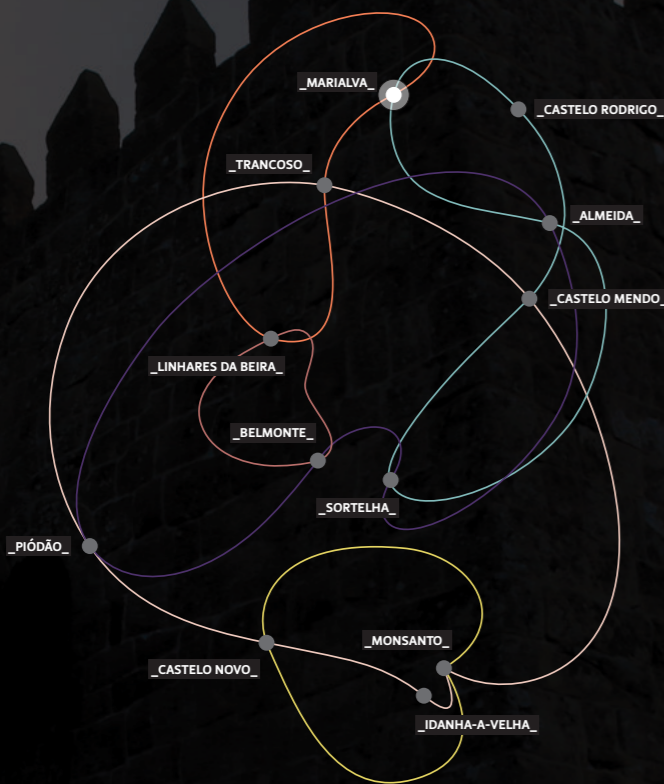 _MARIALVA_
_CASTELO RODRIGO_
_TRANCOSO_
_ALMEIDA_
_CASTELO MENDO_
_LINHARES DA BEIRA_
_BELMONTE_
_SORTELHA_
_PIÓDÃO_
_MONSANTO_
_CASTELO NOVO_
_IDANHA-A-VELHA_